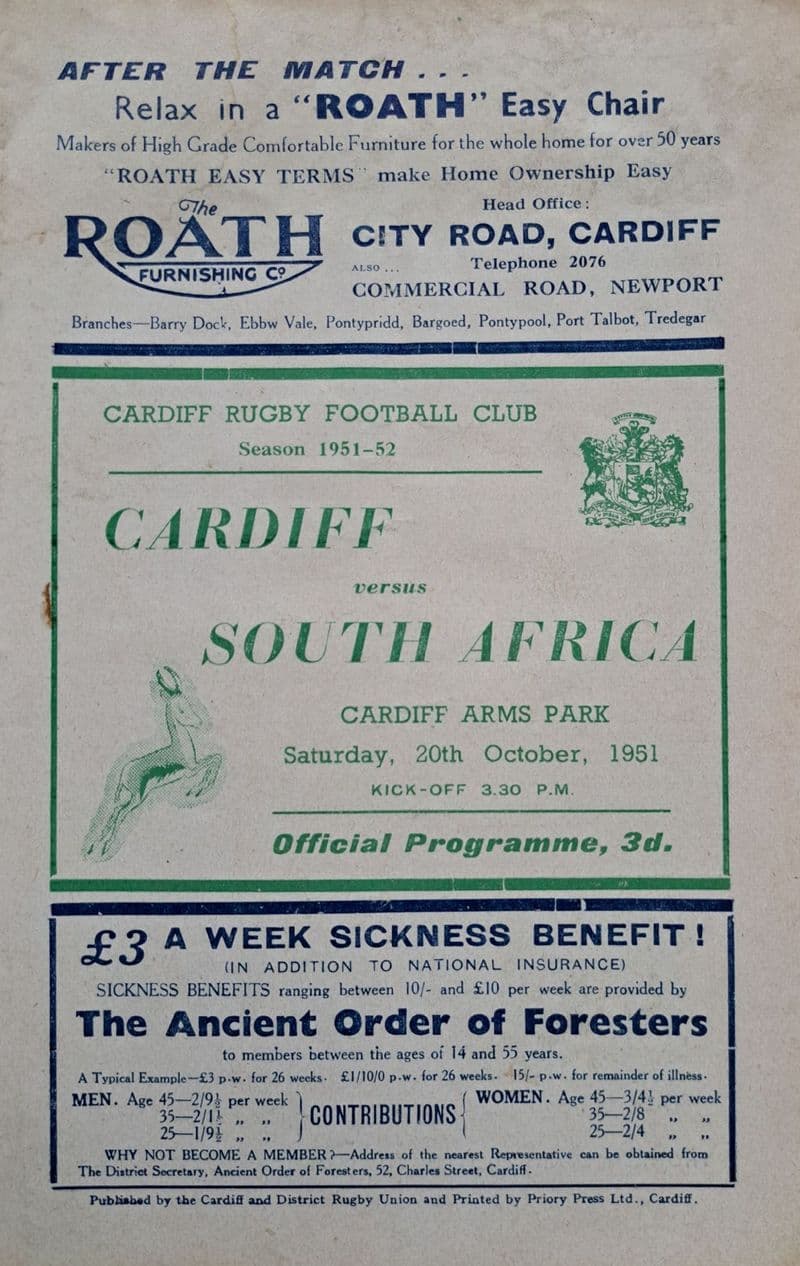 AFTER THE MATCH . . .
Relax in a "ROATH" Easy Chair
Makers of High Grade Comfortable Furniture for the whole home for over 50 years
"ROATH EASY TERMS" make Home Ownership Easy
The
ROATH
FURNISHING Cº
Head Office :
CITY ROAD, CARDIFF
Telephone 2076
ALSO ...
COMMERCIAL ROAD, NEWPORT
Branches—Barry Dock, Ebbw Vale, Pontypridd, Bargoed, Pontypool, Port Talbot, Tredegar
CARDIFF RUGBY FOOTBALL CLUB
Season 1951-52
CARDIFF
versus
SOUTH AFRICA
CARDIFF ARMS PARK
Saturday, 20th October, 1951
KICK-OFF 3.30 P.M.
Official Programme, 3d.
£3 A WEEK SICKNESS BENEFIT !
(IN ADDITION TO NATIONAL INSURANCE)
SICKNESS BENEFITS ranging between 10/- and £10 per week are provided by
The Ancient Order of Foresters
to members between the ages of 14 and 55 years.
A Typical Example—£3 p.w. for 26 weeks. £1/10/0 p.w. for 26 weeks. 15/- p.w. for remainder of illness.
MEN. Age 45—2/9½ per week
35—2/1½ ,, ,,
25—1/9½ ,, ,,
CONTRIBUTIONS
WOMEN. Age 45—3/4½ per week
35—2/8 ,, ,,
25—2/4 ,, ,,
WHY NOT BECOME A MEMBER ?—Address of the nearest Representative can be obtained from
The District Secretary, Ancient Order of Foresters, 52, Charles Street, Cardiff.
Published by the Cardiff and District Rugby Union and Printed by Priory Press Ltd., Cardiff.